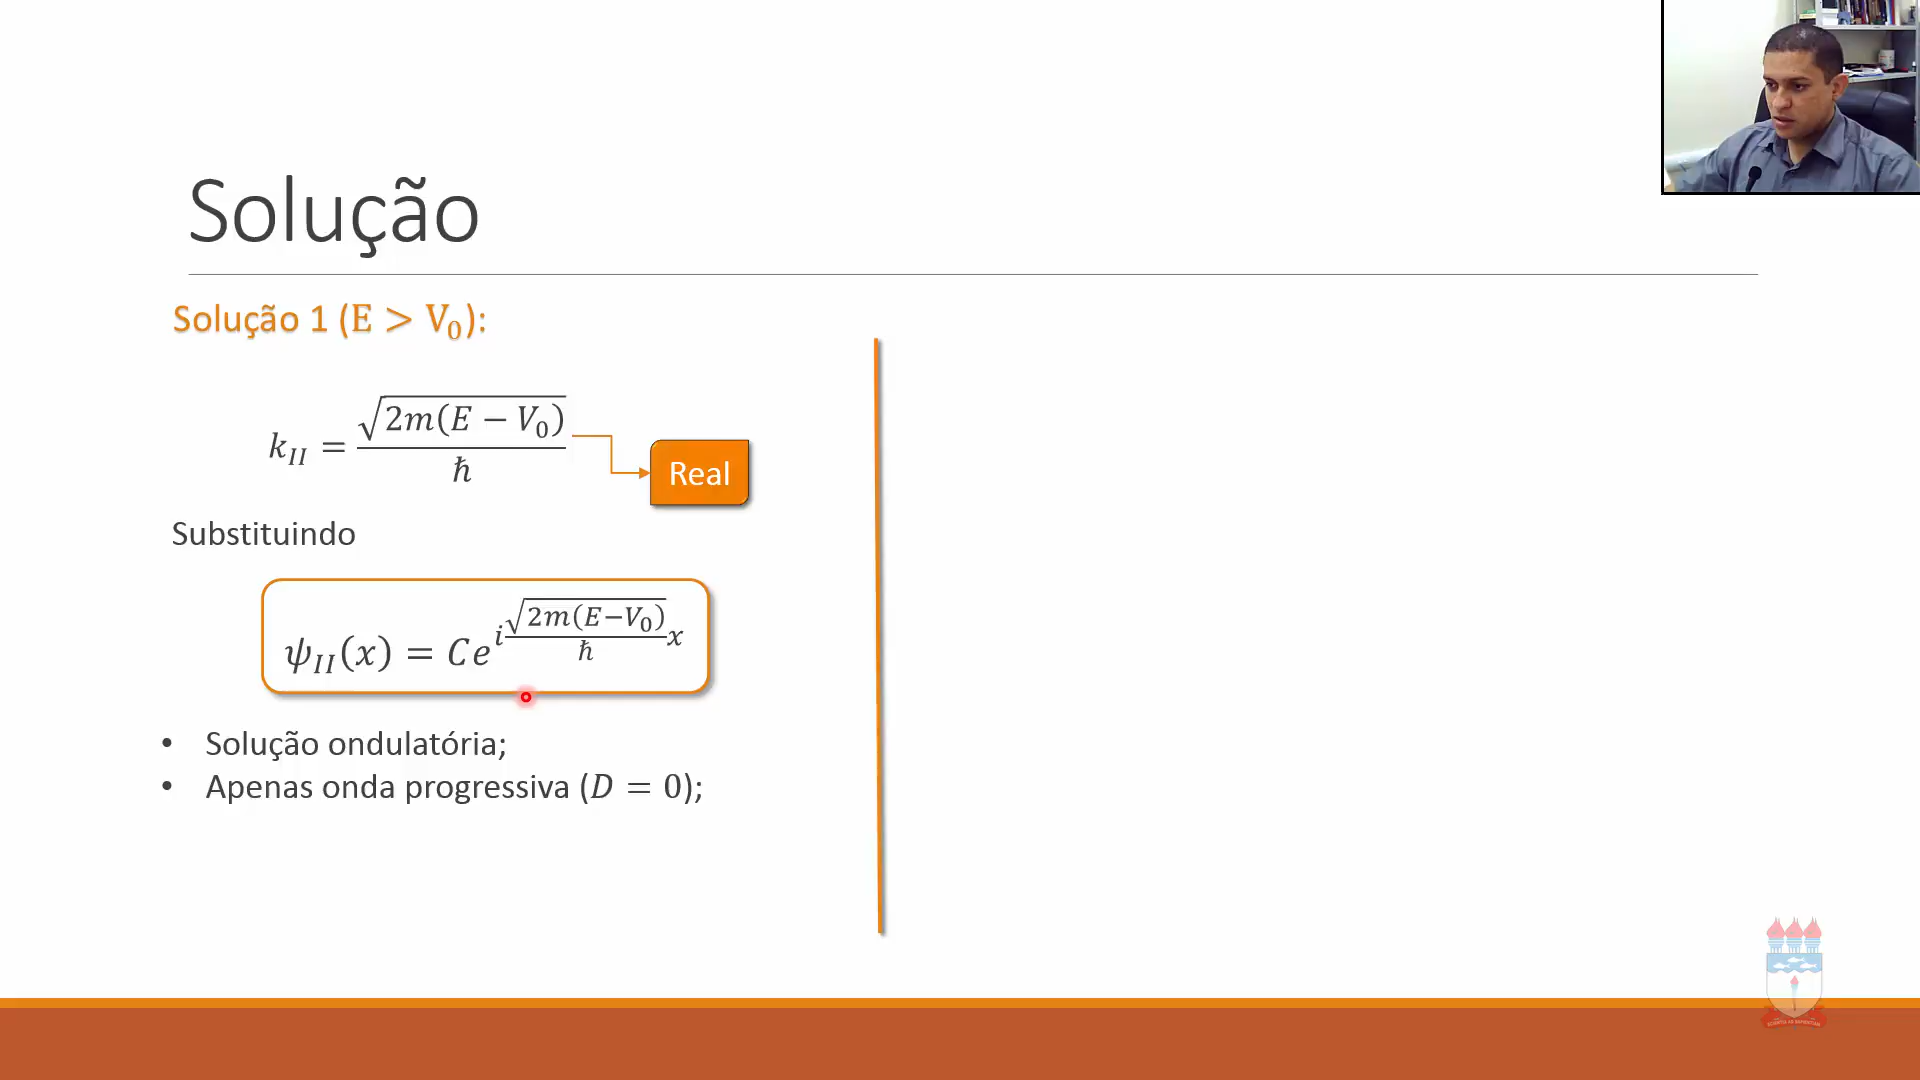 Solução
Solução 1 (E > V₀):
k_II = √(2m(E − V₀)) / ħ
Real
Substituindo
ψ_II(x) = Ce^(i (√(2m(E−V₀)) / ħ) x)
• Solução ondulatória;
• Apenas onda progressiva (D = 0);